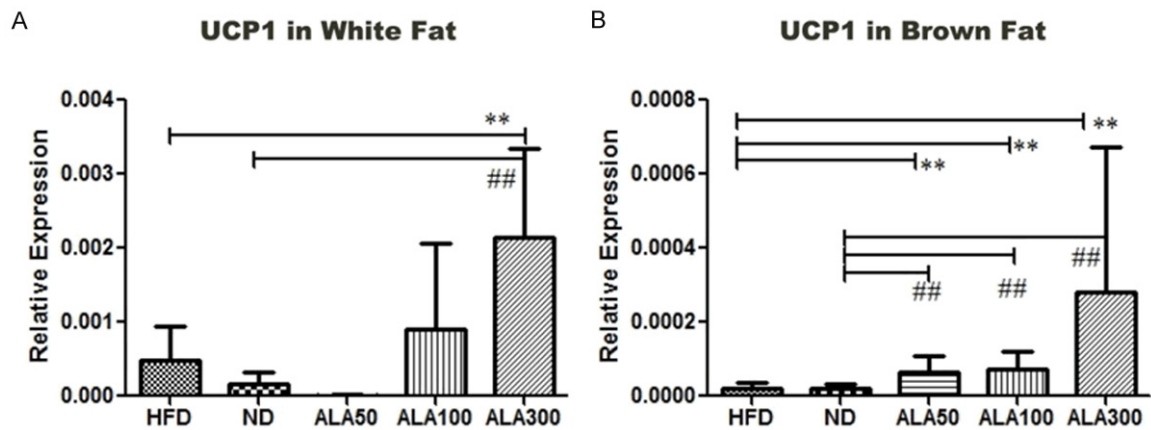 A
UCP1 in White Fat
Relative Expression
0.004
0.003
0.002
0.001
0.000
**
##
HFD ND ALA50 ALA100 ALA300
B
UCP1 in Brown Fat
Relative Expression
0.0008
0.0006
0.0004
0.0002
0.0000
**
**
**
##
##
##
HFD ND ALA50 ALA100 ALA300